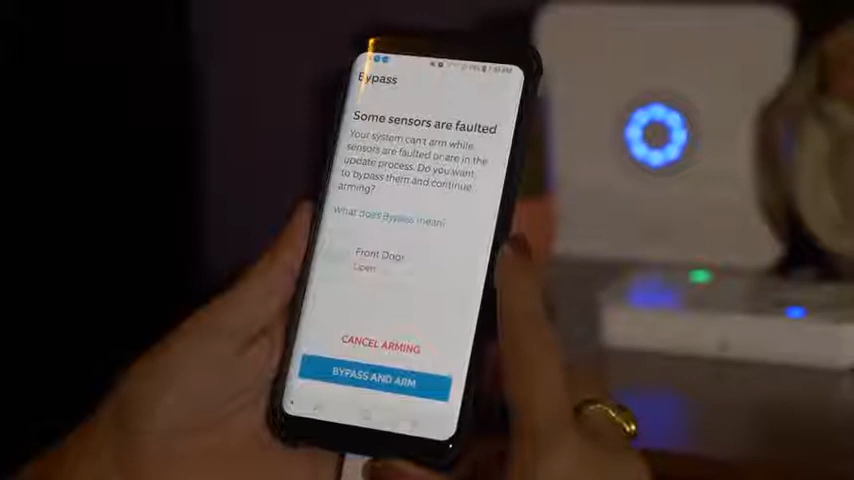 Bypass
Some sensors are faulted
Your system can't arm while
sensors are faulted or are in the
update process. Do you want
to bypass them and continue
arming?
What does Bypass mean?
Front Door
Open
CANCEL ARMING
BYPASS AND ARM